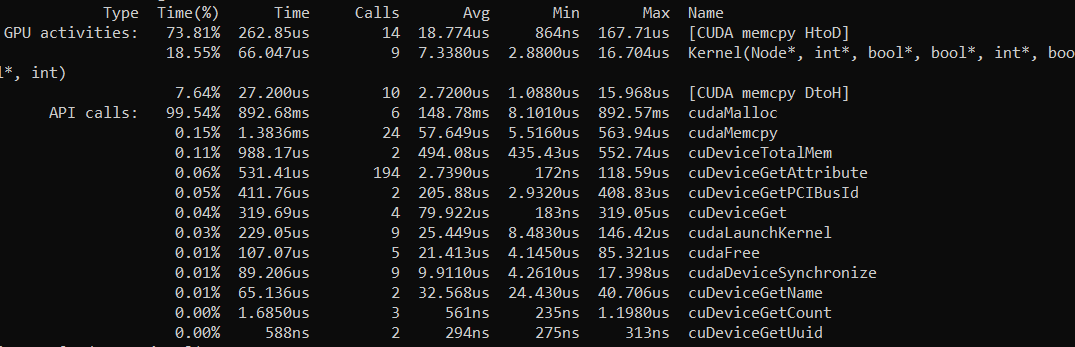 Type Time(%) Time Calls Avg Min Max Name
GPU activities: 73.81% 262.85us 14 18.774us 864ns 167.71us [CUDA memcpy HtoD]
18.55% 66.047us 9 7.3380us 2.8800us 16.704us Kernel(Node*, int*, bool*, bool*, int*, boo
l*, int)
7.64% 27.200us 10 2.7200us 1.0880us 15.968us [CUDA memcpy DtoH]
API calls: 99.54% 892.68ms 6 148.78ms 8.1010us 892.57ms cudaMalloc
0.15% 1.3836ms 24 57.649us 5.5160us 563.94us cudaMemcpy
0.11% 988.17us 2 494.08us 435.43us 552.74us cuDeviceTotalMem
0.06% 531.41us 194 2.7390us 172ns 118.59us cuDeviceGetAttribute
0.05% 411.76us 2 205.88us 2.9320us 408.83us cuDeviceGetPCIBusId
0.04% 319.69us 4 79.922us 183ns 319.05us cuDeviceGet
0.03% 229.05us 9 25.449us 8.4830us 146.42us cudaLaunchKernel
0.01% 107.07us 5 21.413us 4.1450us 85.321us cudaFree
0.01% 89.206us 9 9.9110us 4.2610us 17.398us cudaDeviceSynchronize
0.01% 65.136us 2 32.568us 24.430us 40.706us cuDeviceGetName
0.00% 1.6850us 3 561ns 235ns 1.1980us cuDeviceGetCount
0.00% 588ns 2 294ns 275ns 313ns cuDeviceGetUuid